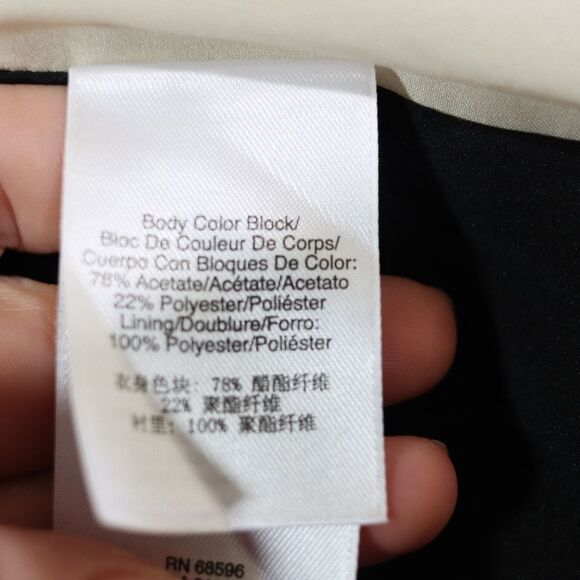 Body Color Block/
Bloc De Couleur De Corps/
Cuerpo Con Bloques De Color:
78% Acetate/Acétate/Acetato
22% Polyester/Poliéster
Lining/Doublure/Forro:
100% Polyester/Poliéster
衣身色块: 78% 醋酯纤维
22% 聚酯纤维
衬里: 100% 聚酯纤维
RN 68596